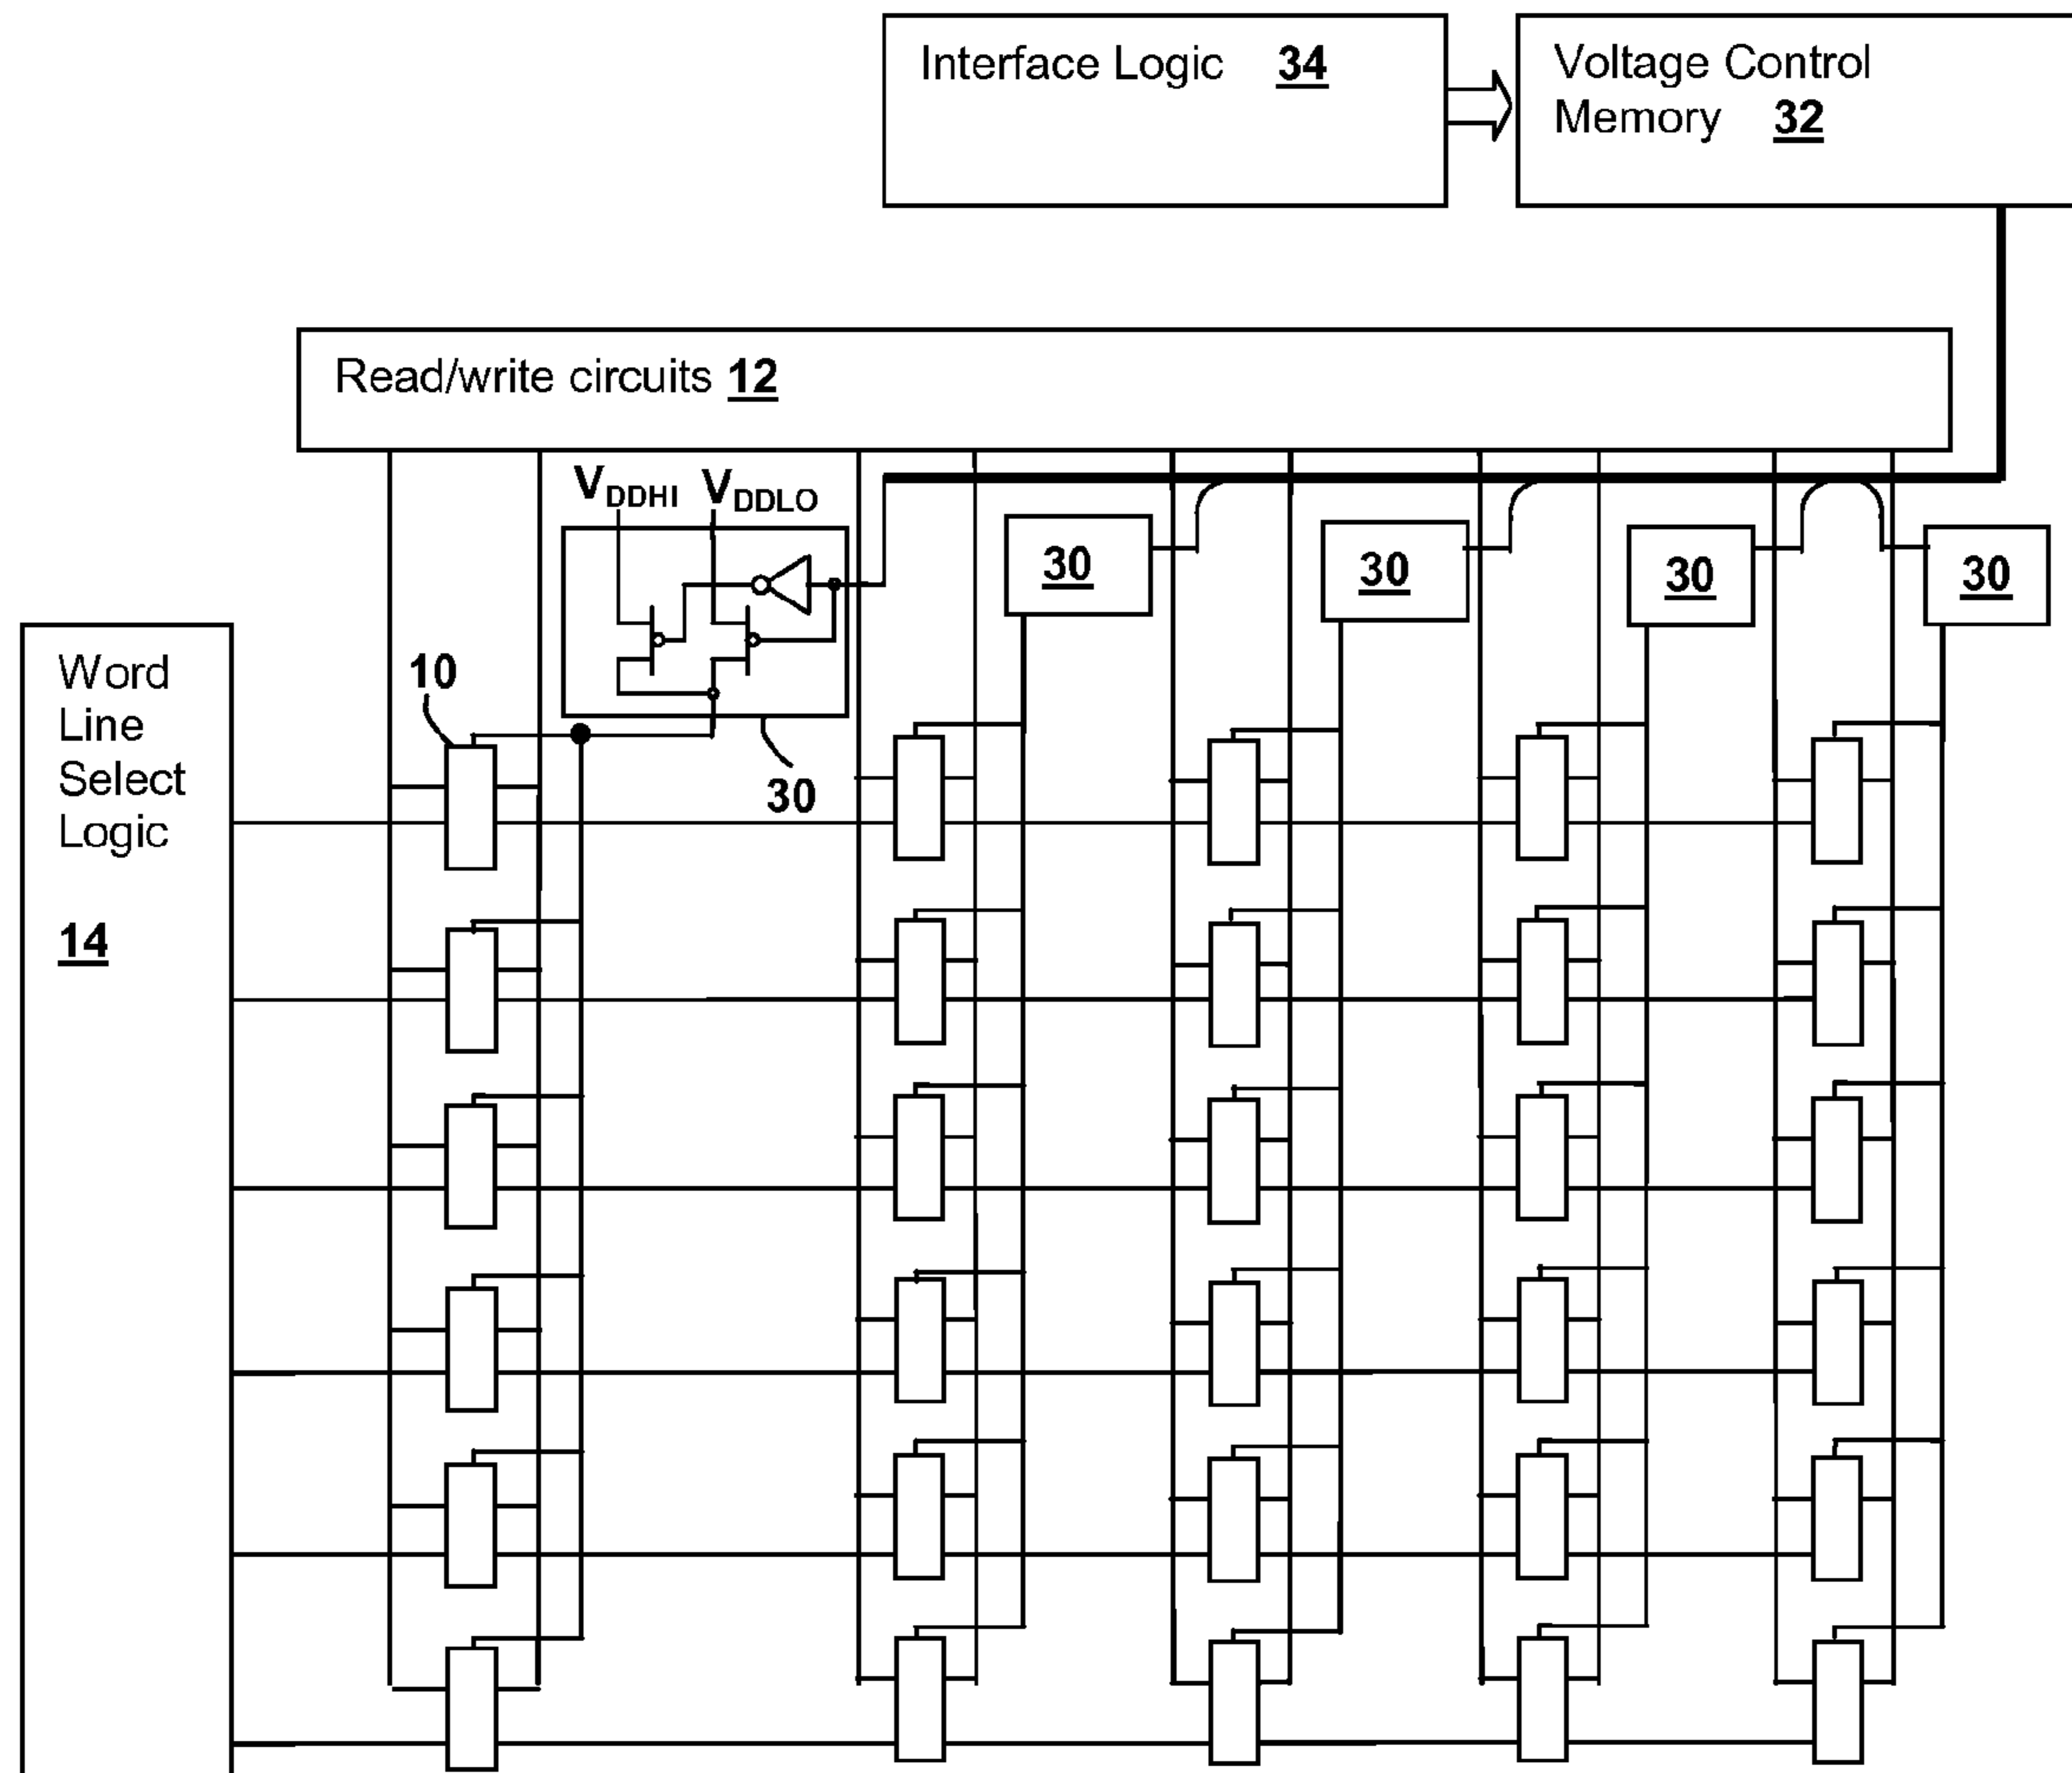 Interface Logic 34
Voltage Control
Memory 32
Read/write circuits 12
VDDHI VDDLO
30
30
30
30
Word
Line
Select
Logic
14
10
30